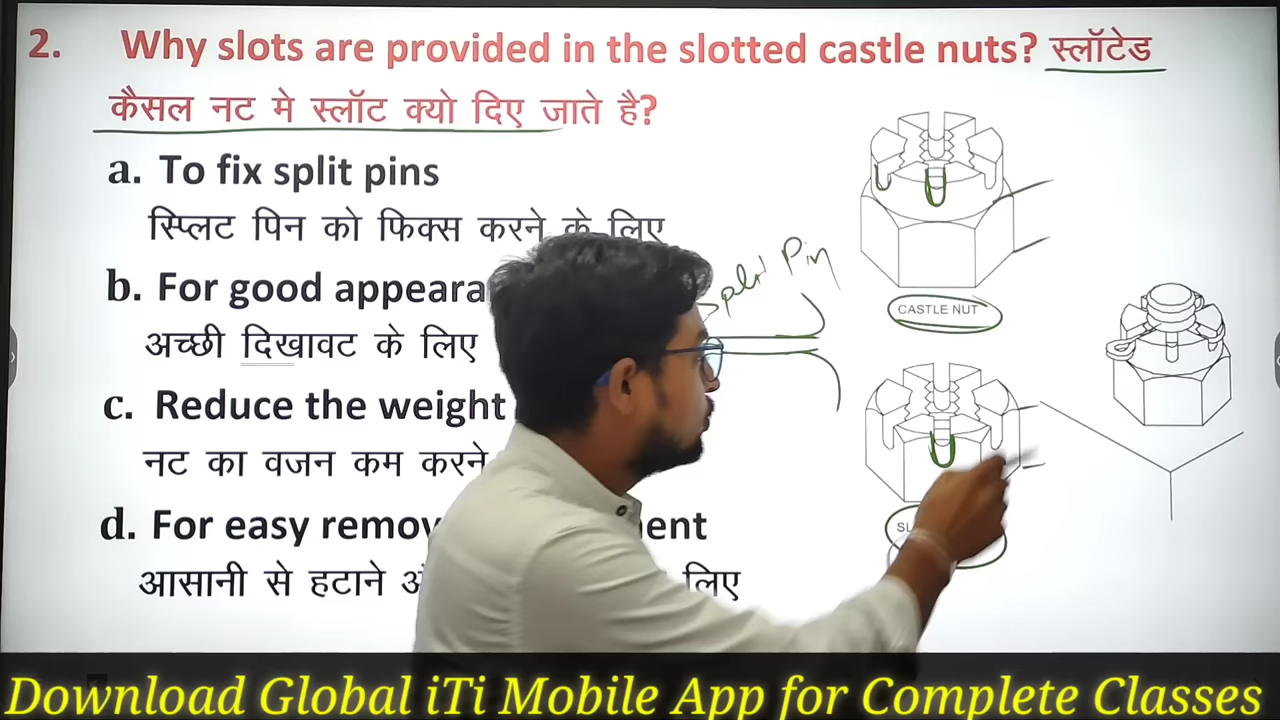 2. Why slots are provided in the slotted castle nuts? स्लॉटेड
कैसल नट मे स्लॉट क्यो दिए जाते है?
a. To fix split pins
स्प्लिट पिन को फिक्स करने के लिए
b. For good appeara
अच्छी दिखावट के लिए
c. Reduce the weight
नट का वजन कम करने
d. For easy remov ent
आसानी से हटाने लिए
Split Pin
CASTLE NUT
SL
Download Global iTi Mobile App for Complete Classes